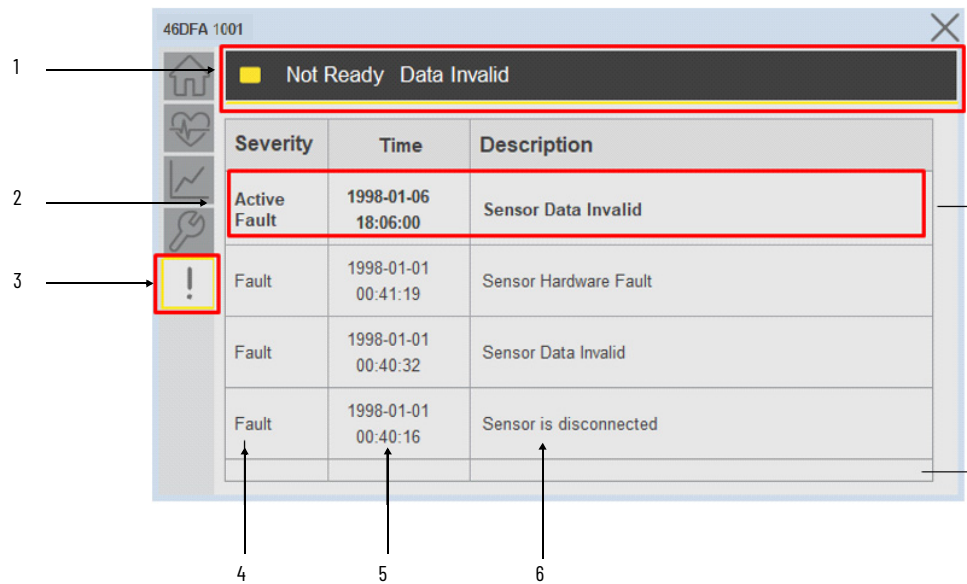 46DFA 1001
1
Not Ready Data Invalid
Severity Time Description
2
Active
Fault
1998-01-06
18:06:00
Sensor Data Invalid
3
Fault
1998-01-01
00:41:19
Sensor Hardware Fault
Fault
1998-01-01
00:40:32
Sensor Data Invalid
Fault
1998-01-01
00:40:16
Sensor is disconnected
4 5 6